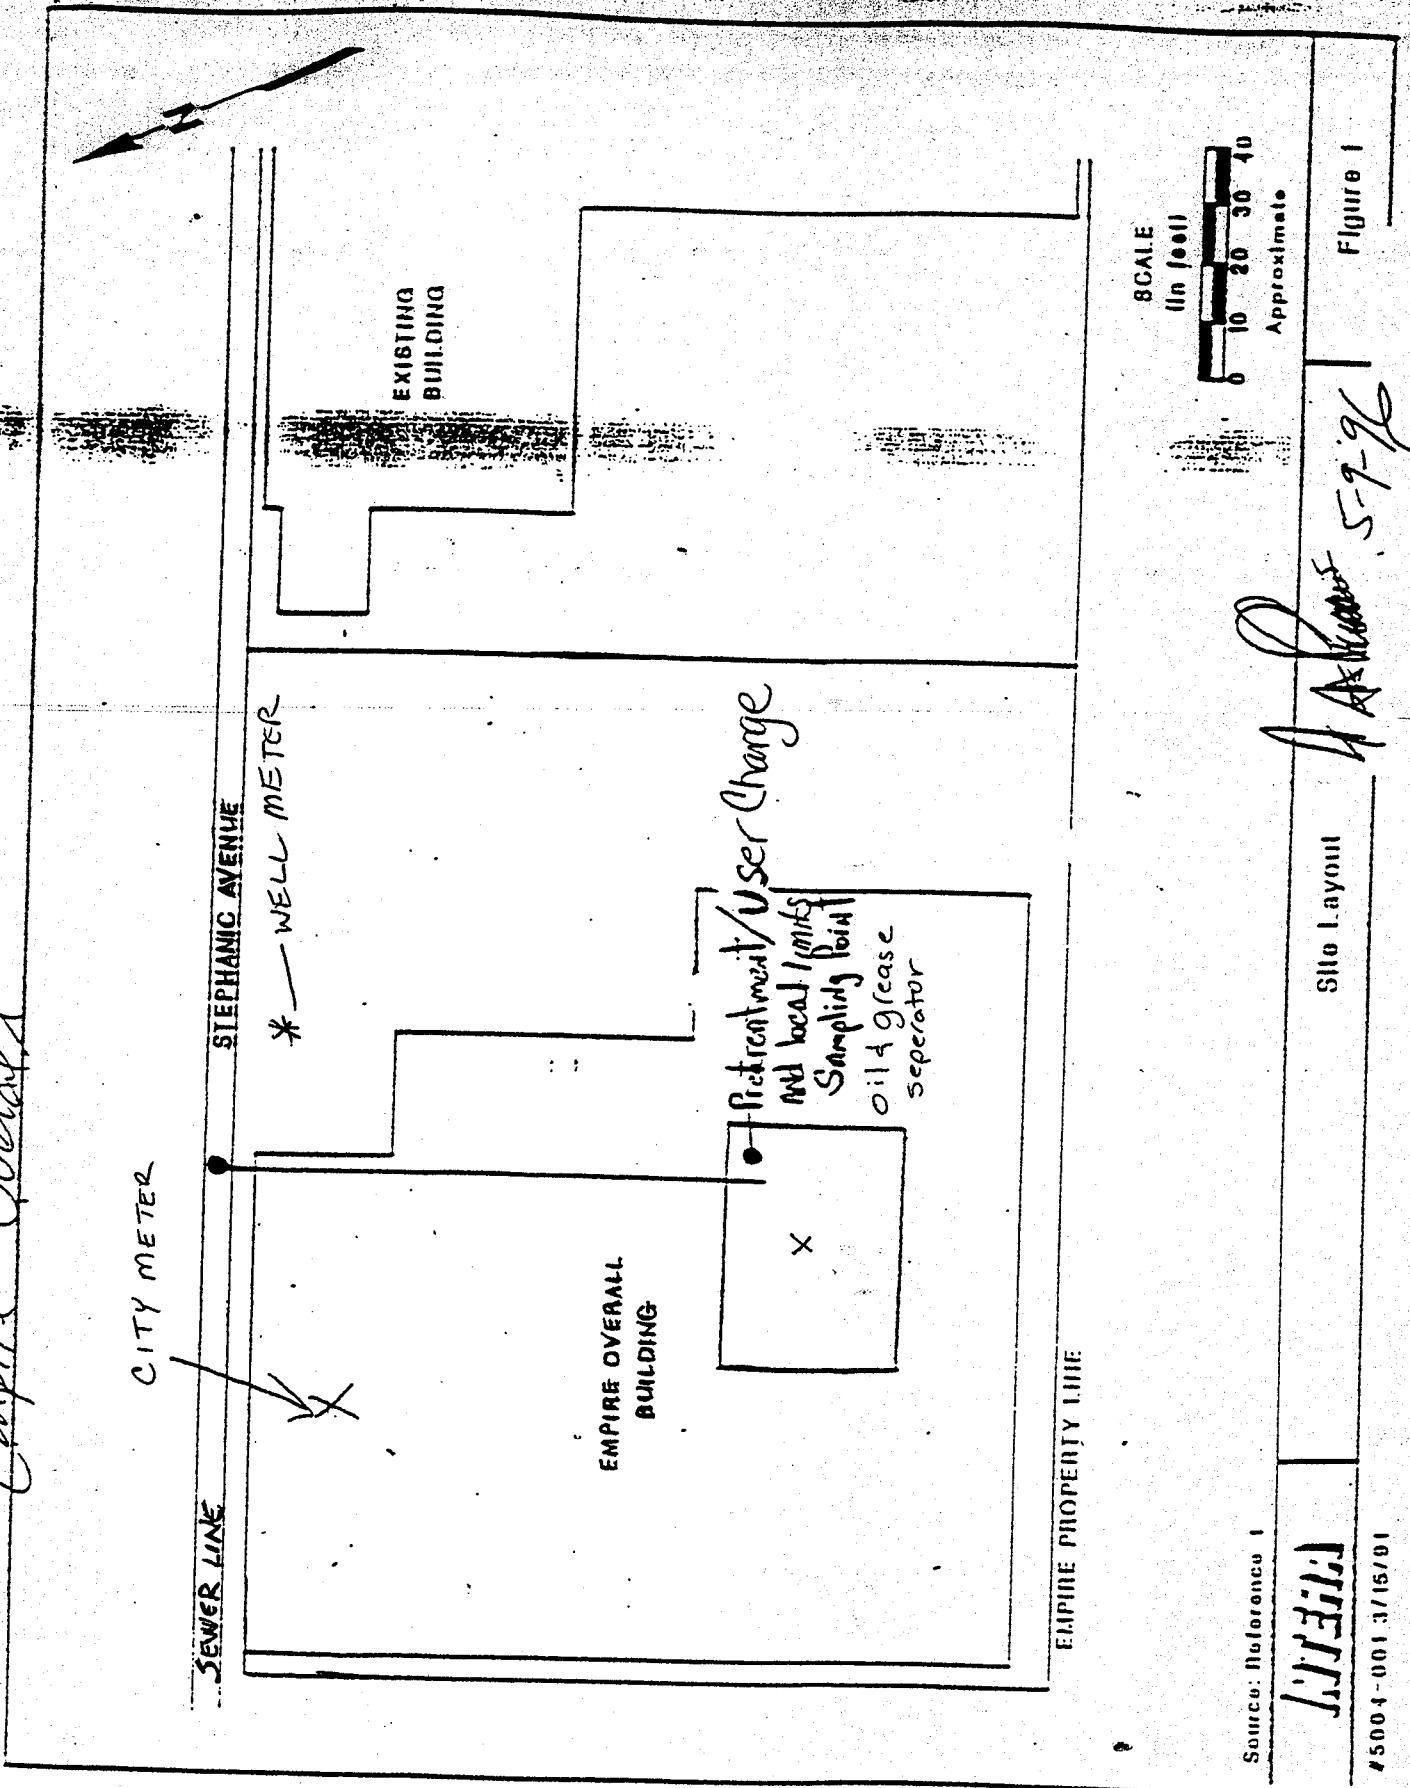 SEWER LINE
STEPHANIC AVENUE
CITY METER
* — WELL METER
EXISTING
BUILDING
EMPIRE OVERALL
BUILDING
X
Pretreatment/User Charge
and local limits
Sampling Point
oil & grease
seperator
X
EMPIRE PROPERTY LINE
N
SCALE
(in feet)
0 10 20 30 40
Approximate
Source: Reference 1
Site Layout
Figure 1
5-9-96
#5004-001 3/15/91